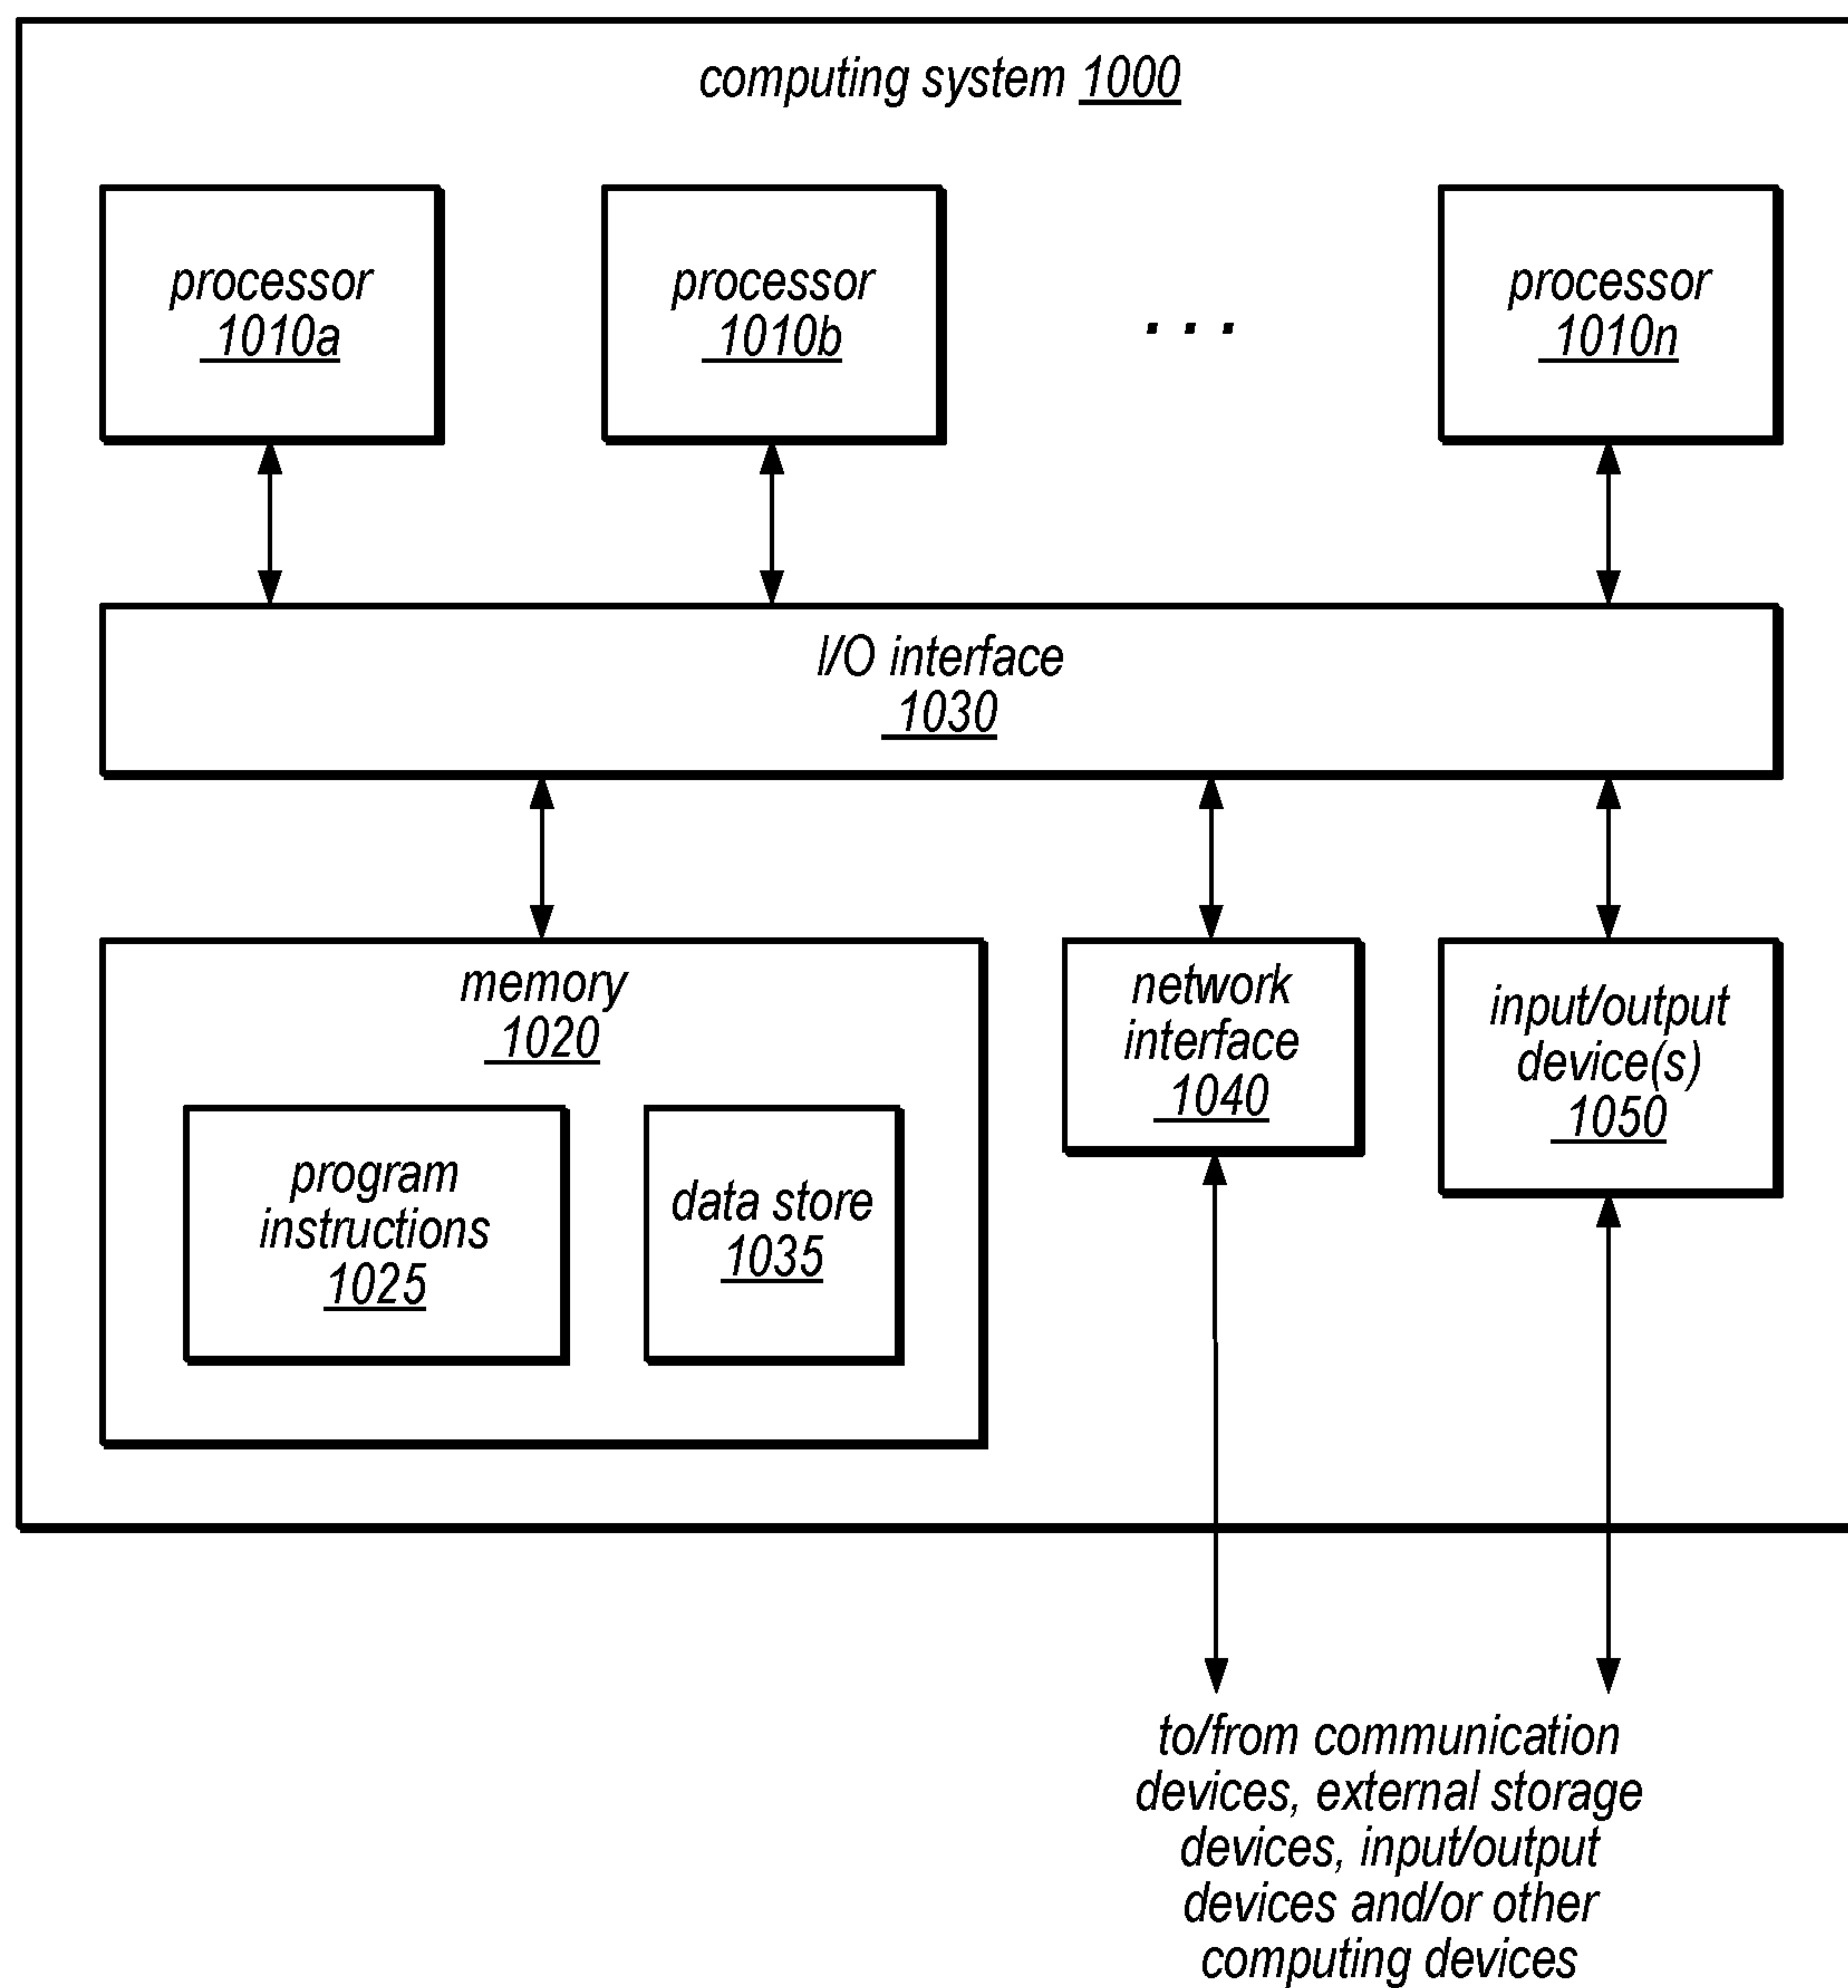 computing system 1000
processor
1010a
processor
1010b
. . .
processor
1010n
I/O interface
1030
memory
1020
program
instructions
1025
data store
1035
network
interface
1040
input/output
device(s)
1050
to/from communication
devices, external storage
devices, input/output
devices and/or other
computing devices